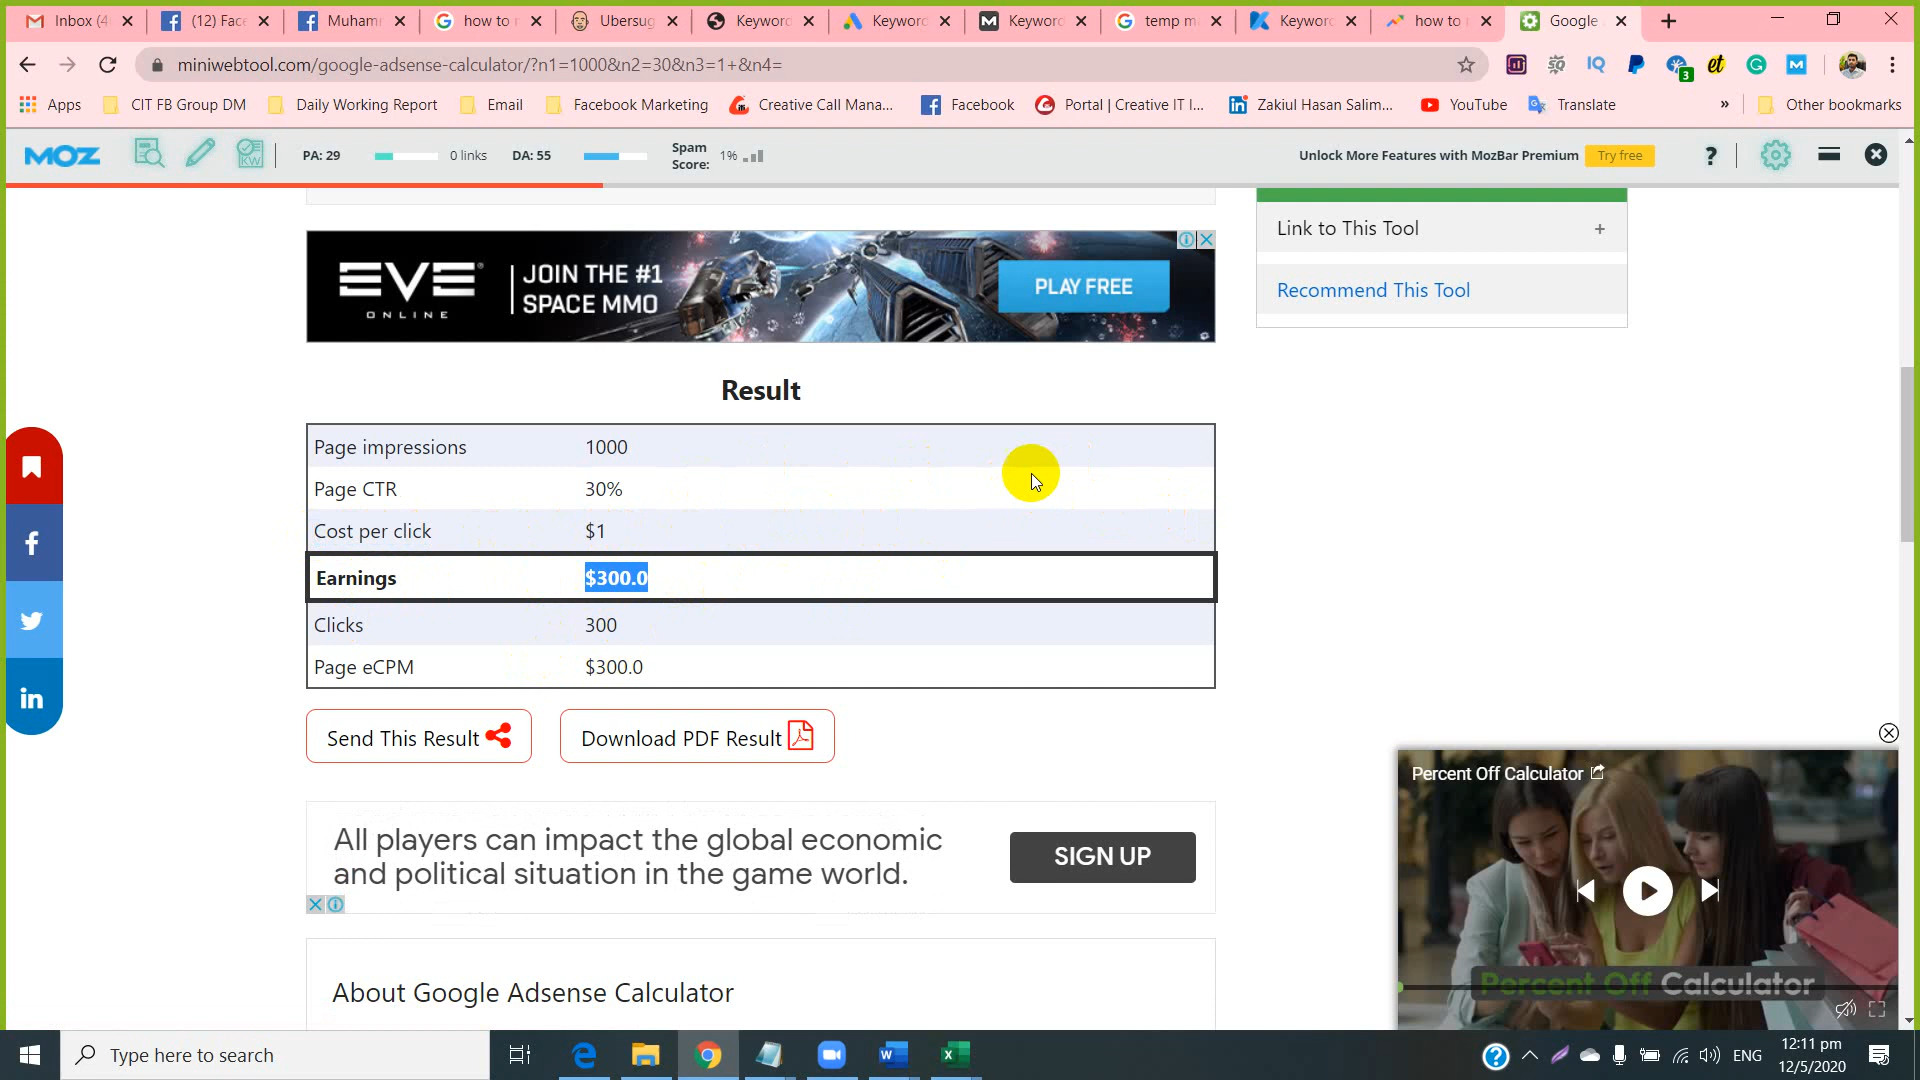 Inbox (4
(12) Face
Muhamm
how to r
Ubersug
Keyword
Keyword
Keyword
temp m
Keyword
how to
Google
miniwebtool.com/google-adsense-calculator/?n1=1000&n2=30&n3=1+&n4=
IQ
3
et
Apps
CIT FB Group DM
Daily Working Report
Email
Facebook Marketing
Creative Call Mana...
Facebook
Portal | Creative IT I...
Zakiul Hasan Salim...
YouTube
Translate
»
Other bookmarks
MOZ
KW
PA: 29
0 links
DA: 55
Spam
Score:
1%
Unlock More Features with MozBar Premium
Try free
?
Link to This Tool
+
Recommend This Tool
EVE
ONLINE
JOIN THE #1
SPACE MMO
PLAY FREE
Result
Page impressions 1000
Page CTR 30%
Cost per click $1
Earnings $300.0
Clicks 300
Page eCPM $300.0
Send This Result
Download PDF Result
All players can impact the global economic
and political situation in the game world.
SIGN UP
About Google Adsense Calculator
Percent Off Calculator
Percent Off Calculator
Type here to search
ENG
12:11 pm
12/5/2020